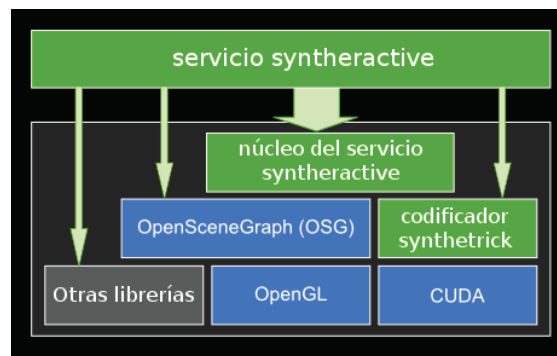 servicio syntheractive
núcleo del servicio
syntheractive
OpenSceneGraph (OSG)
codificador
synthetrick
Otras librerías
OpenGL
CUDA